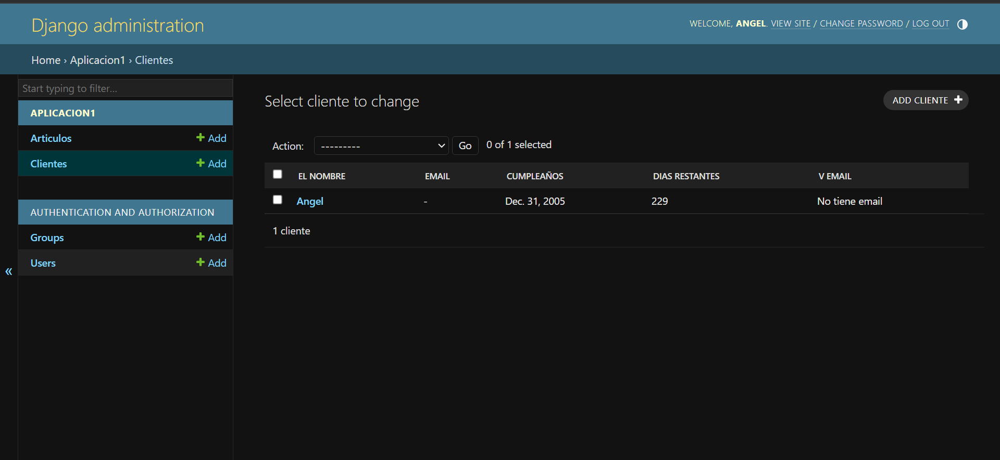 Django administration
WELCOME, ANGEL. VIEW SITE / CHANGE PASSWORD / LOG OUT
Home › Aplicacion1 › Clientes
Start typing to filter...
APLICACION1
Articulos + Add
Clientes + Add
AUTHENTICATION AND AUTHORIZATION
Groups + Add
Users + Add
«
Select cliente to change
ADD CLIENTE +
Action: --------- Go 0 of 1 selected
EL NOMBRE EMAIL CUMPLEAÑOS DIAS RESTANTES V EMAIL
Angel - Dec. 31, 2005 229 No tiene email
1 cliente